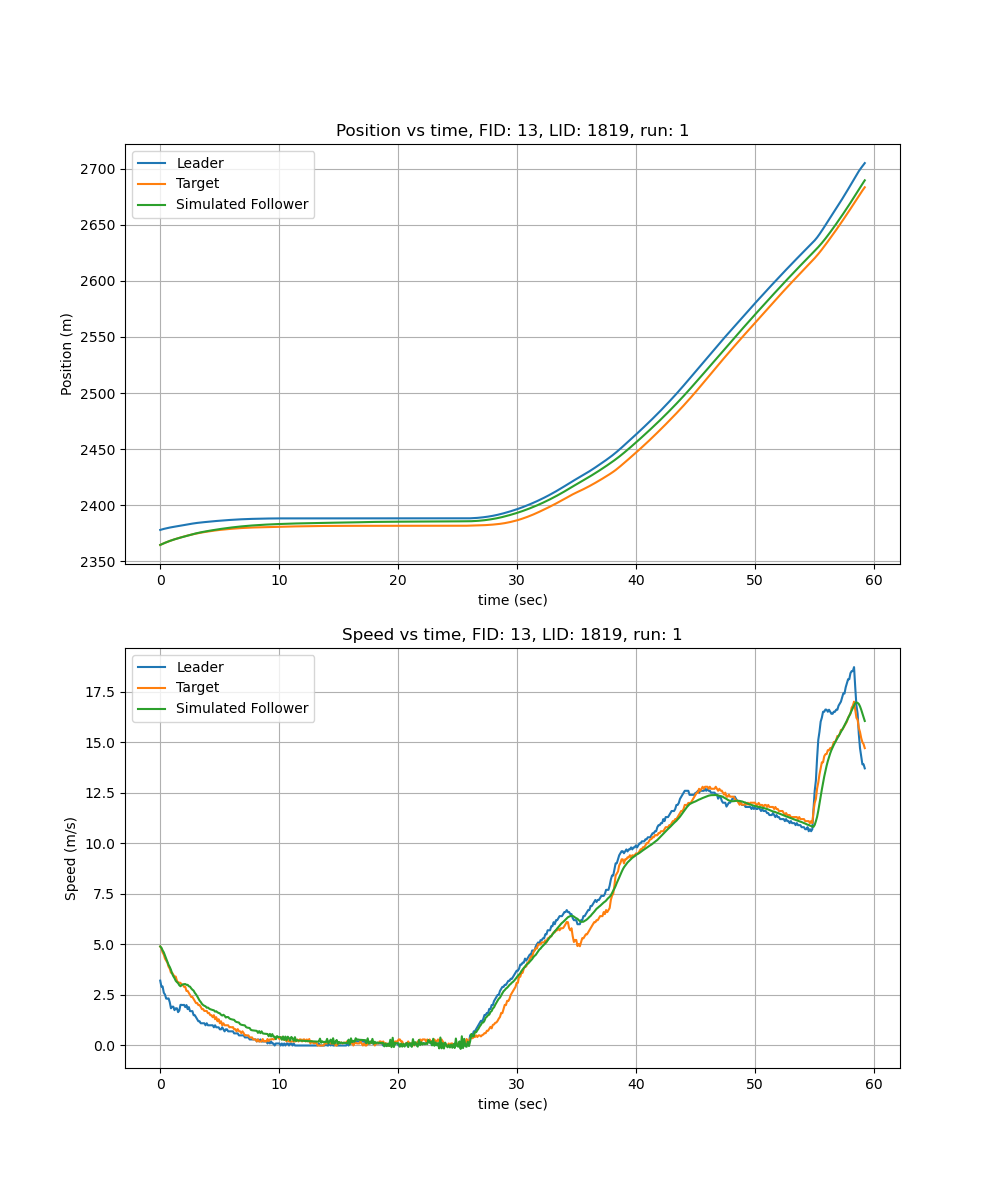 Position vs time, FID: 13, LID: 1819, run: 1
Leader
Target
Simulated Follower
2700
2650
2600
2550
2500
2450
2400
2350
Position (m)
0 10 20 30 40 50 60
time (sec)
Speed vs time, FID: 13, LID: 1819, run: 1
Leader
Target
Simulated Follower
17.5
15.0
12.5
10.0
7.5
5.0
2.5
0.0
Speed (m/s)
0 10 20 30 40 50 60
time (sec)